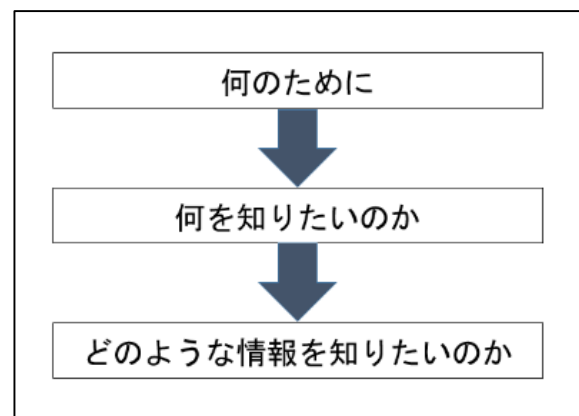 何のために
何を知りたいのか
どのような情報を知りたいのか